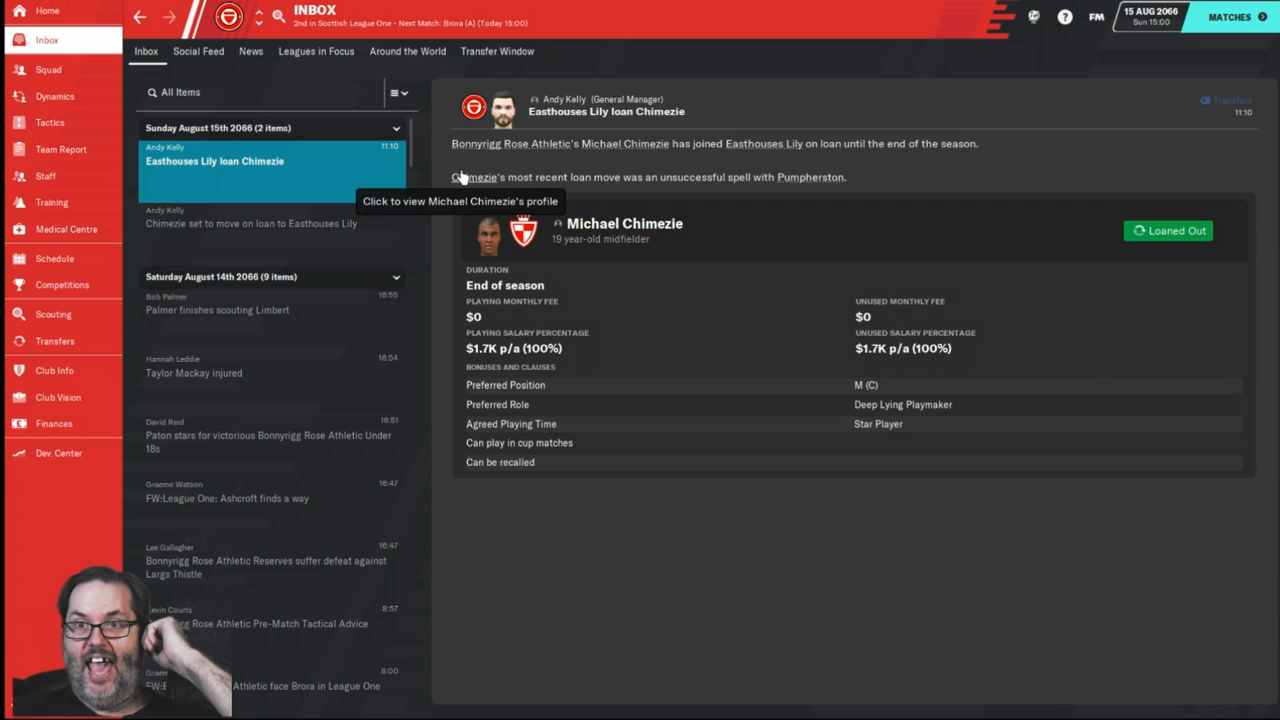 Home
Inbox
Squad
Dynamics
Tactics
Team Report
Staff
Training
Medical Centre
Schedule
Competitions
Scouting
Transfers
Club Info
Club Vision
Finances
Dev. Center
INBOX
2nd in Scottish League One - Next Match: Brora (A) (Today 15:00)
FM
15 AUG 2066
Sun 15:00
MATCHES
Inbox
Social Feed
News
Leagues in Focus
Around the World
Transfer Window
All Items
Sunday August 15th 2066 (2 items)
Andy Kelly
11:10
Easthouses Lily loan Chimezie
Andy Kelly
Chimezie set to move on loan to Easthouses Lily
Saturday August 14th 2066 (9 items)
Bob Palmer
16:55
Palmer finishes scouting Limbert
Hannah Leddie
16:54
Taylor Mackay injured
David Reid
16:51
Paton stars for victorious Bonnyrigg Rose Athletic Under
18s
Graeme Watson
16:47
FW:League One: Ashcroft finds a way
Lee Gallagher
16:47
Bonnyrigg Rose Athletic Reserves suffer defeat against
Largs Thistle
evin Courts
8:57
gg Rose Athletic Pre-Match Tactical Advice
Graem
8:00
FW:E Athletic face Brora in League One
Andy Kelly (General Manager)
Easthouses Lily loan Chimezie
Transfers
11:10
Bonnyrigg Rose Athletic's Michael Chimezie has joined Easthouses Lily on loan until the end of the season.
Chimezie's most recent loan move was an unsuccessful spell with Pumpherston.
Click to view Michael Chimezie's profile
Michael Chimezie
19 year-old midfielder
Loaned Out
DURATION
End of season
PLAYING MONTHLY FEE
UNUSED MONTHLY FEE
$0
$0
PLAYING SALARY PERCENTAGE
UNUSED SALARY PERCENTAGE
$1.7K p/a (100%)
$1.7K p/a (100%)
BONUSES AND CLAUSES
Preferred Position
M (C)
Preferred Role
Deep Lying Playmaker
Agreed Playing Time
Star Player
Can play in cup matches
Can be recalled